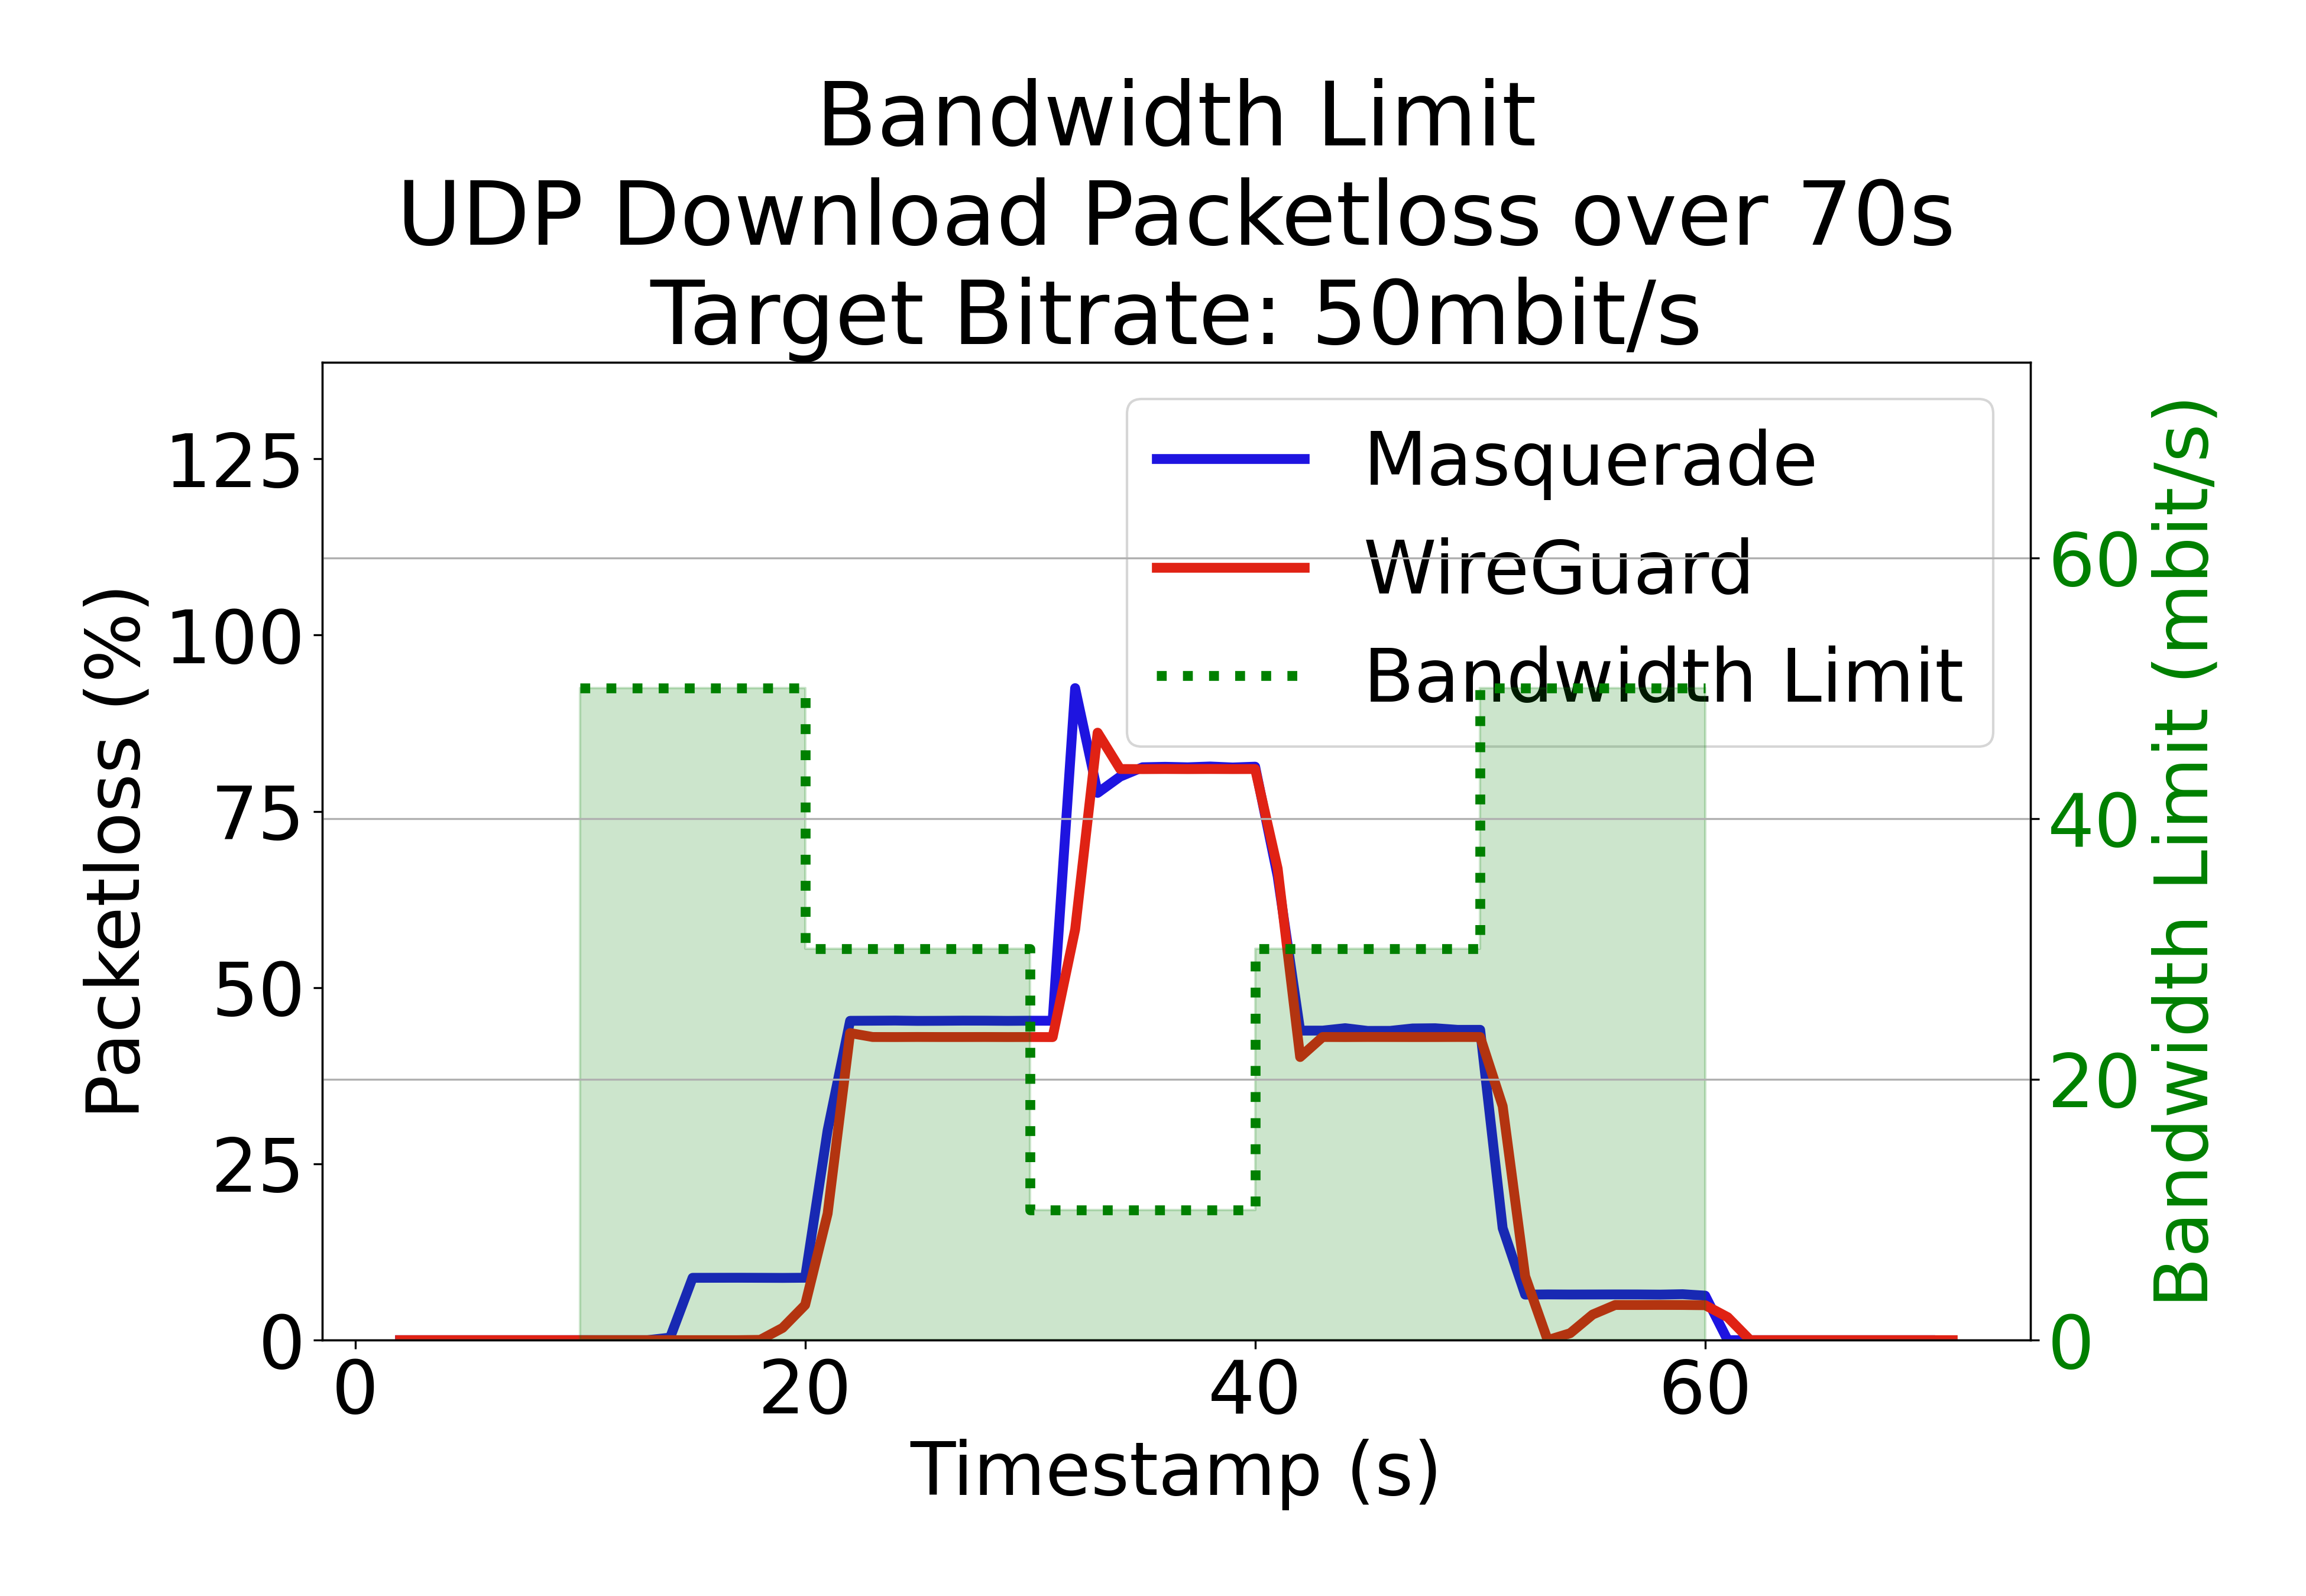 Bandwidth Limit
UDP Download Packetloss over 70s
Target Bitrate: 50mbit/s
Masquerade
WireGuard
Bandwidth Limit
Packetloss (%)
125
100
75
50
25
0
0
20
40
60
Timestamp (s)
60
40
20
0
Bandwidth Limit (mbit/s)